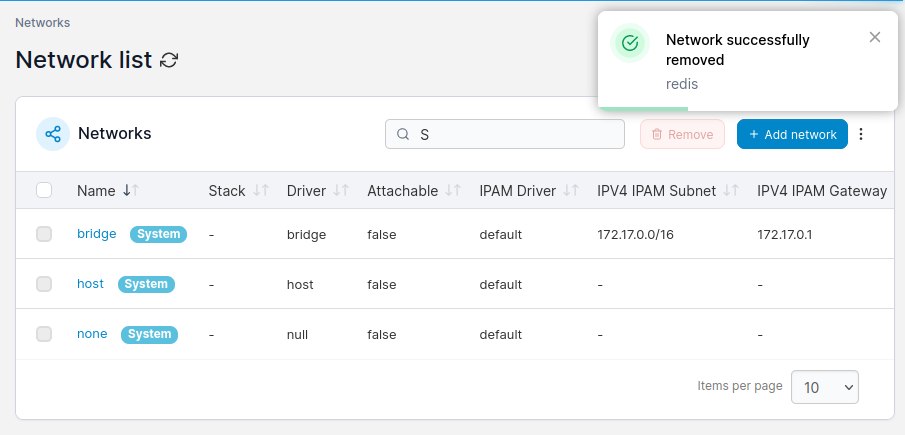 Networks
Network list
Network successfully
removed
redis
Networks
S
Remove
+ Add network
Name
Stack
Driver
Attachable
IPAM Driver
IPV4 IPAM Subnet
IPV4 IPAM Gateway
bridge System - bridge false default 172.17.0.0/16 172.17.0.1
host System - host false default - -
none System - null false default - -
Items per page 10